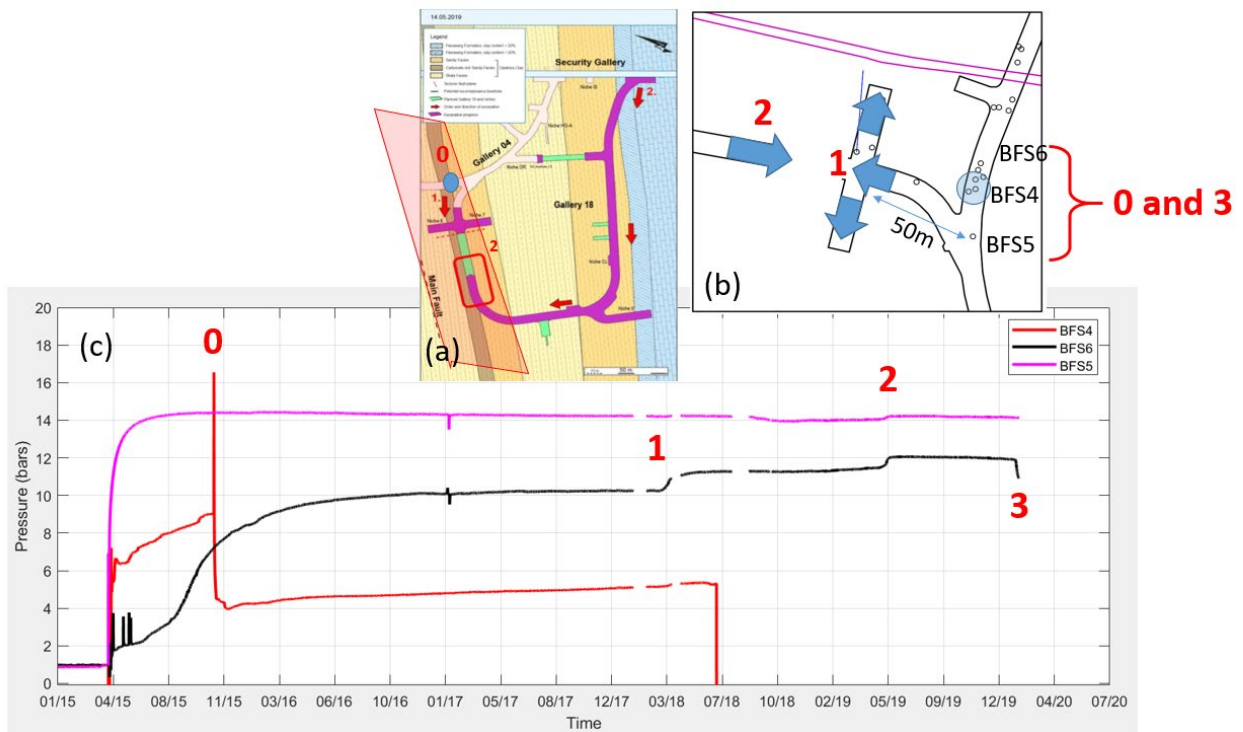 14.05.2019
Legend
Security Gallery
Gallery 04
Gallery 18
Main Fault
Niche 7
0
1.
2.
2
50 m
(a)
2
1
BFS6
BFS4
BFS5
0 and 3
50m
(b)
(c)
0
1
2
3
BFS4
BFS6
BFS5
Pressure (bars)
20
18
16
14
12
10
8
6
4
2
0
01/15 04/15 08/15 11/15 03/16 06/16 10/16 01/17 05/17 08/17 12/17 03/18 07/18 10/18 02/19 05/19 09/19 12/19 04/20 07/20
Time